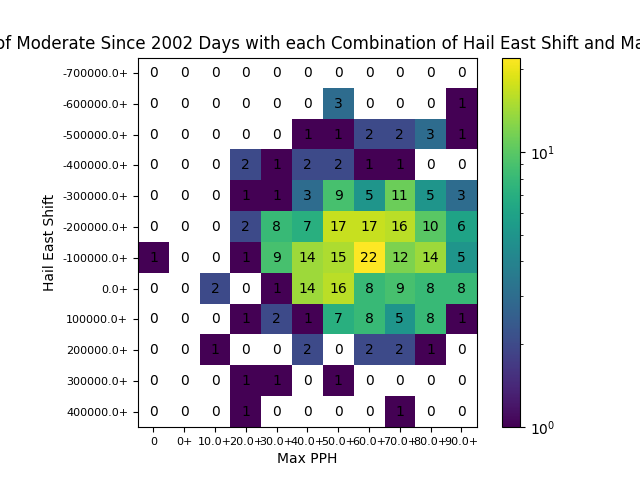 of Moderate Since 2002 Days with each Combination of Hail East Shift and Ma
-700000.0+ 0 0 0 0 0 0 0 0 0 0 0
-600000.0+ 0 0 0 0 0 0 3 0 0 0 1
-500000.0+ 0 0 0 0 0 1 1 2 2 3 1
-400000.0+ 0 0 0 2 1 2 2 1 1 0 0
-300000.0+ 0 0 0 1 1 3 9 5 11 5 3
-200000.0+ 0 0 0 2 8 7 17 17 16 10 6
-100000.0+ 1 0 0 1 9 14 15 22 12 14 5
0.0+ 0 0 2 0 1 14 16 8 9 8 8
100000.0+ 0 0 0 1 2 1 7 8 5 8 1
200000.0+ 0 0 1 0 0 2 0 2 2 1 0
300000.0+ 0 0 0 1 1 0 1 0 0 0 0
400000.0+ 0 0 0 1 0 0 0 0 1 0 0
0 0+ 10.0+ 20.0+ 30.0+ 40.0+ 50.0+ 60.0+ 70.0+ 80.0+ 90.0+
Max PPH
Hail East Shift
10¹
10⁰